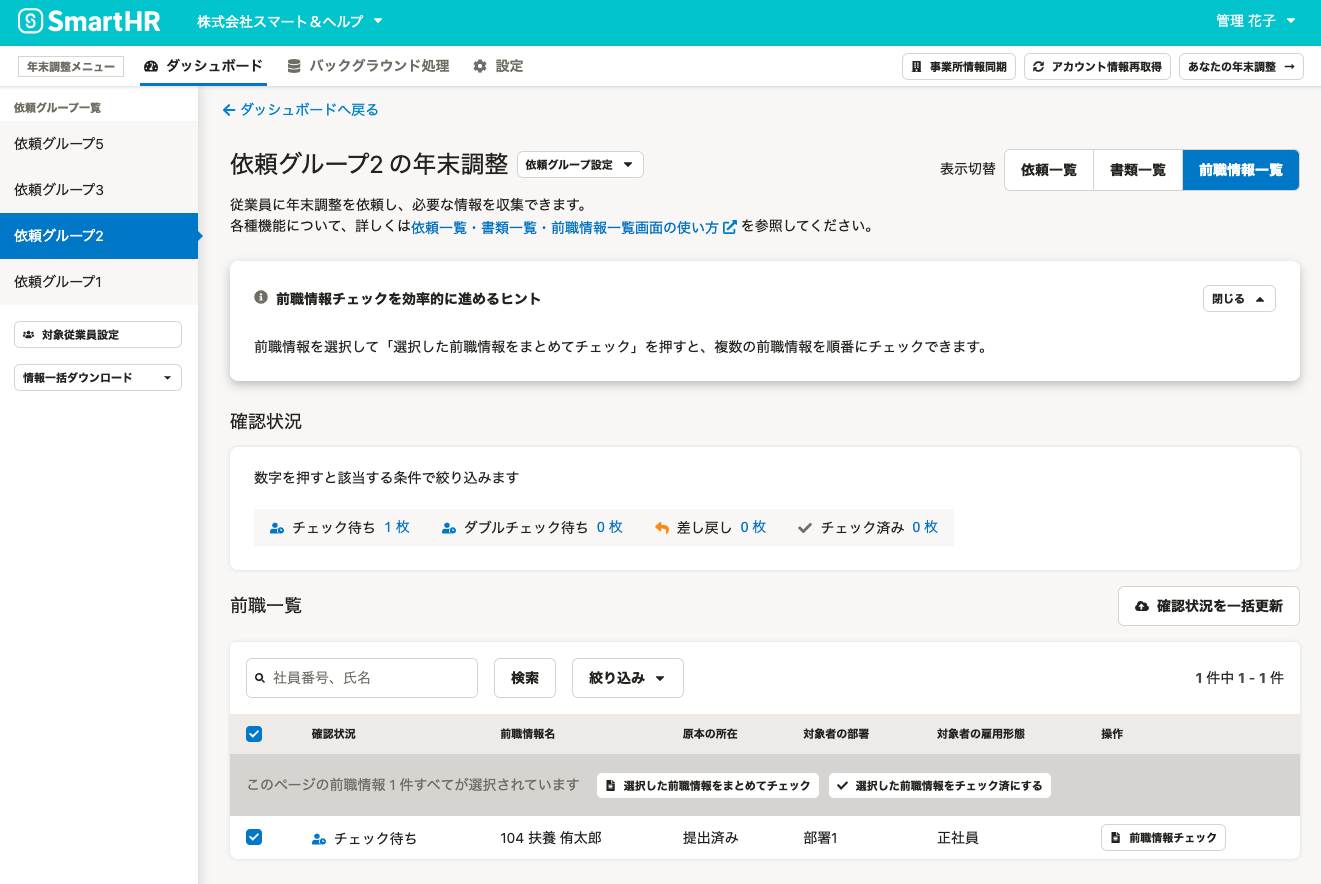 SmartHR 株式会社スマート＆ヘルプ 管理 花子
年末調整メニュー ダッシュボード バックグラウンド処理 設定 事業所情報同期 アカウント情報再取得 あなたの年末調整 →
依頼グループ一覧
依頼グループ5
依頼グループ3
依頼グループ2
依頼グループ1
対象従業員設定
情報一括ダウンロード
← ダッシュボードへ戻る
依頼グループ2 の年末調整 依頼グループ設定 表示切替 依頼一覧 書類一覧 前職情報一覧
従業員に年末調整を依頼し、必要な情報を収集できます。
各種機能について、詳しくは依頼一覧・書類一覧・前職情報一覧画面の使い方 を参照してください。
前職情報チェックを効率的に進めるヒント 閉じる
前職情報を選択して「選択した前職情報をまとめてチェック」を押すと、複数の前職情報を順番にチェックできます。
確認状況
数字を押すと該当する条件で絞り込みます
チェック待ち 1 枚 ダブルチェック待ち 0 枚 差し戻し 0 枚 チェック済み 0 枚
前職一覧 確認状況を一括更新
社員番号、氏名 検索 絞り込み 1 件中 1 - 1 件
確認状況 前職情報名 原本の所在 対象者の部署 対象者の雇用形態 操作
このページの前職情報 1 件すべてが選択されています 選択した前職情報をまとめてチェック 選択した前職情報をチェック済にする
チェック待ち 104 扶養 侑太郎 提出済み 部署1 正社員 前職情報チェック